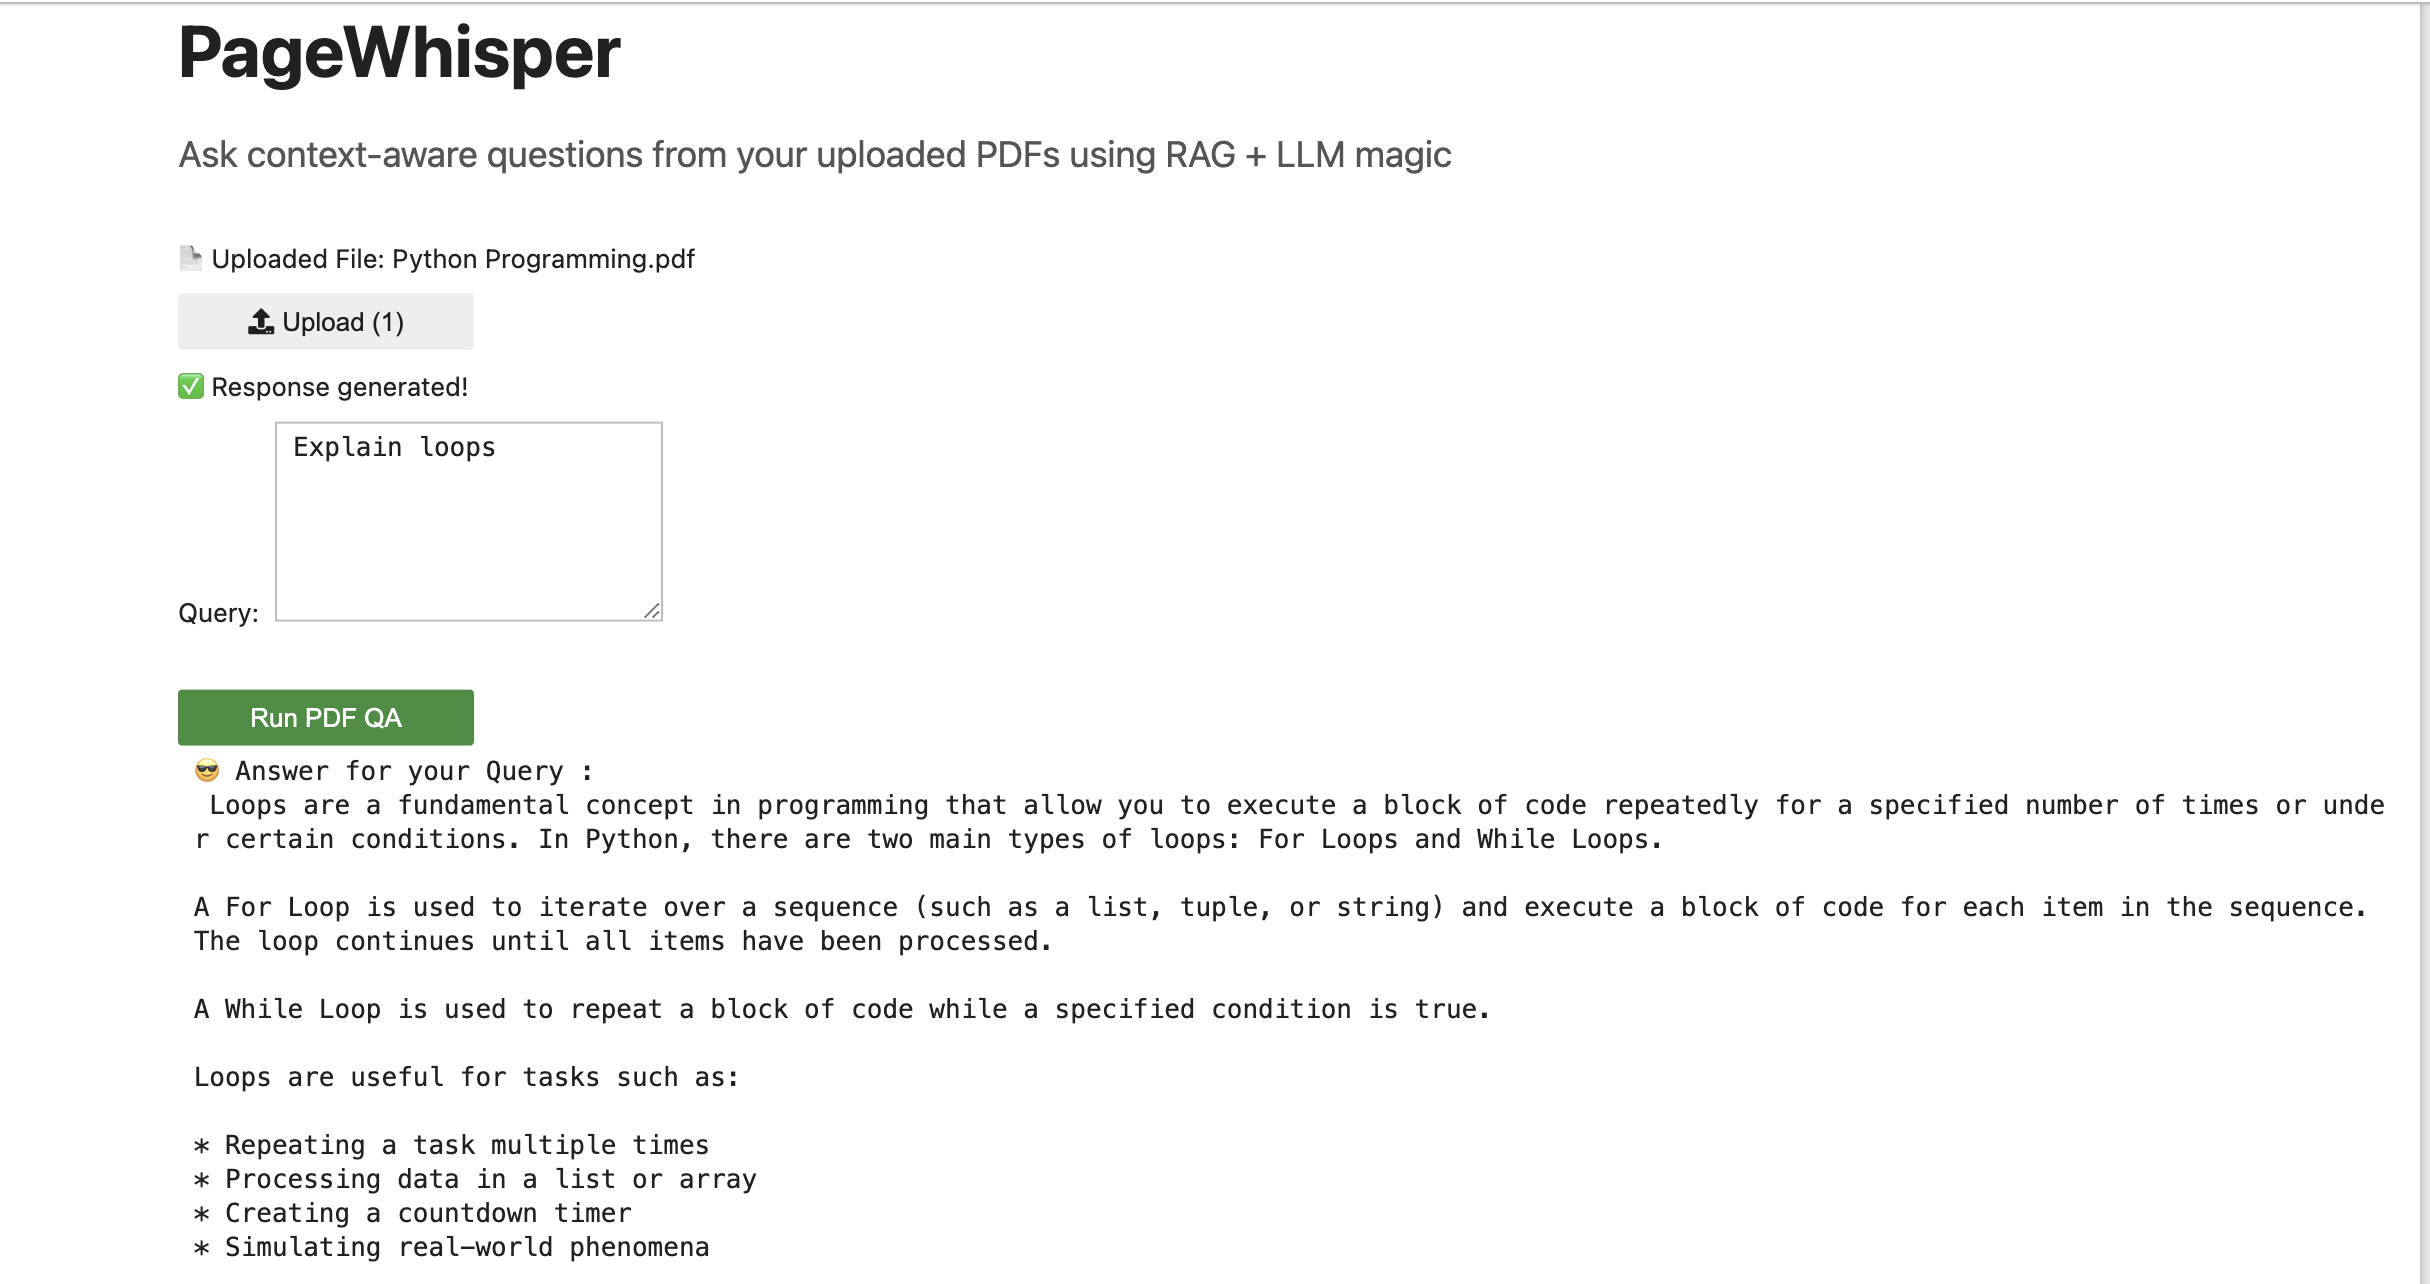 PageWhisper
Ask context-aware questions from your uploaded PDFs using RAG + LLM magic
📄 Uploaded File: Python Programming.pdf
Upload (1)
✅ Response generated!
Explain loops
Query:
Run PDF QA
😎 Answer for your Query :
Loops are a fundamental concept in programming that allow you to execute a block of code repeatedly for a specified number of times or unde
r certain conditions. In Python, there are two main types of loops: For Loops and While Loops.
A For Loop is used to iterate over a sequence (such as a list, tuple, or string) and execute a block of code for each item in the sequence.
The loop continues until all items have been processed.
A While Loop is used to repeat a block of code while a specified condition is true.
Loops are useful for tasks such as:
* Repeating a task multiple times
* Processing data in a list or array
* Creating a countdown timer
* Simulating real-world phenomena